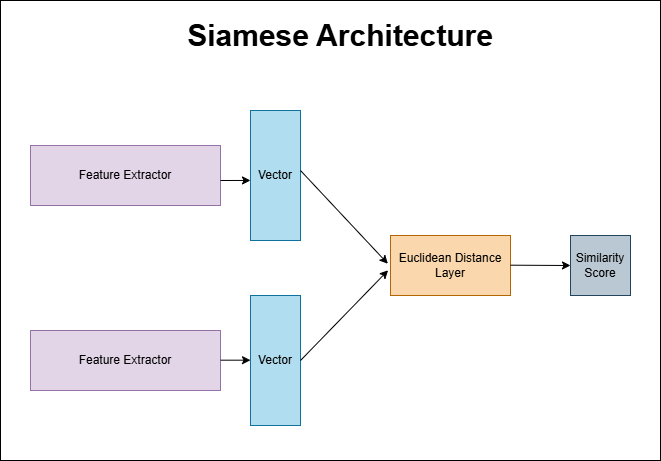 Siamese Architecture
Feature Extractor
Vector
Euclidean Distance
Layer
Similarity
Score
Feature Extractor
Vector